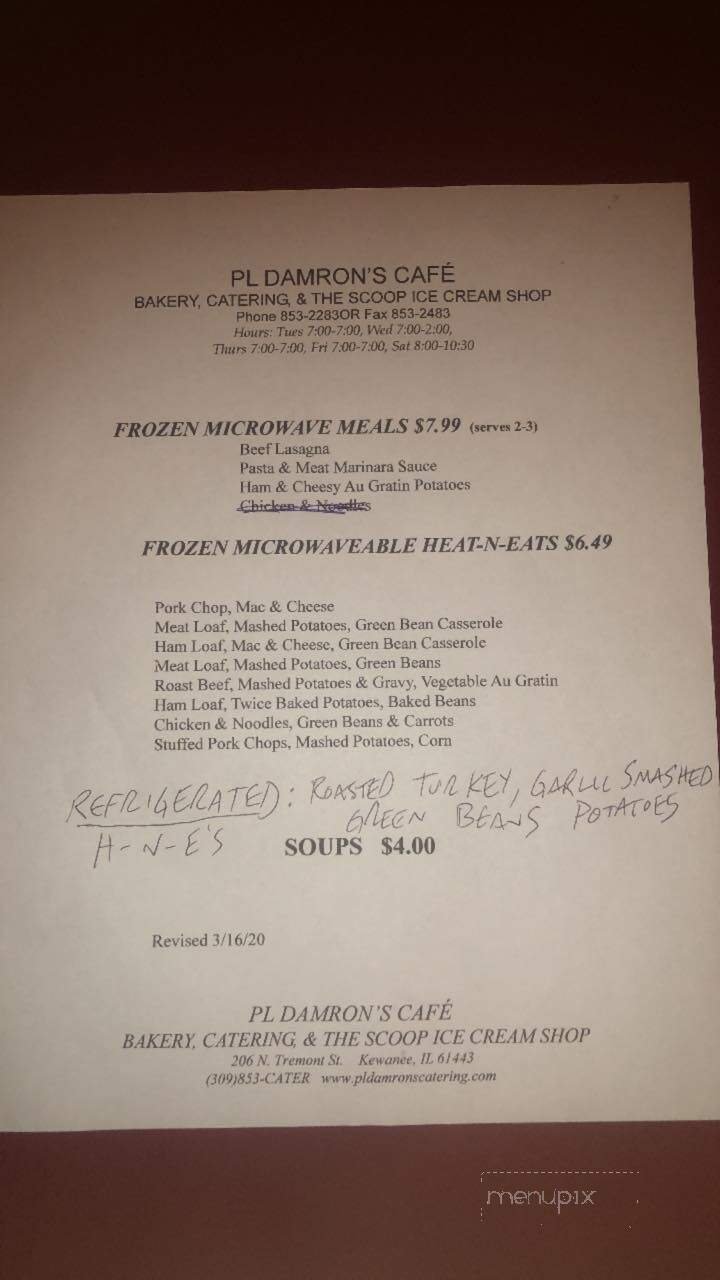 PL DAMRON'S CAFÉ
BAKERY, CATERING, & THE SCOOP ICE CREAM SHOP
Phone 853-2283OR Fax 853-2483
Hours: Tues 7:00-7:00, Wed 7:00-2:00,
Thurs 7:00-7:00, Fri 7:00-7:00, Sat 8:00-10:30
FROZEN MICROWAVE MEALS $7.99 (serves 2-3)
Beef Lasagna
Pasta & Meat Marinara Sauce
Ham & Cheesy Au Gratin Potatoes
Chicken & Noodles
FROZEN MICROWAVEABLE HEAT-N-EATS $6.49
Pork Chop, Mac & Cheese
Meat Loaf, Mashed Potatoes, Green Bean Casserole
Ham Loaf, Mac & Cheese, Green Bean Casserole
Meat Loaf, Mashed Potatoes, Green Beans
Roast Beef, Mashed Potatoes & Gravy, Vegetable Au Gratin
Ham Loaf, Twice Baked Potatoes, Baked Beans
Chicken & Noodles, Green Beans & Carrots
Stuffed Pork Chops, Mashed Potatoes, Corn
REFRIGERATED: ROASTED TURKEY, GARLIC SMASHED
H-N-E'S GREEN BEANS POTATOES
SOUPS $4.00
Revised 3/16/20
PL DAMRON'S CAFÉ
BAKERY, CATERING, & THE SCOOP ICE CREAM SHOP
206 N. Tremont St. Kewanee, IL 61443
(309)853-CATER www.pldamronscatering.com
menupix